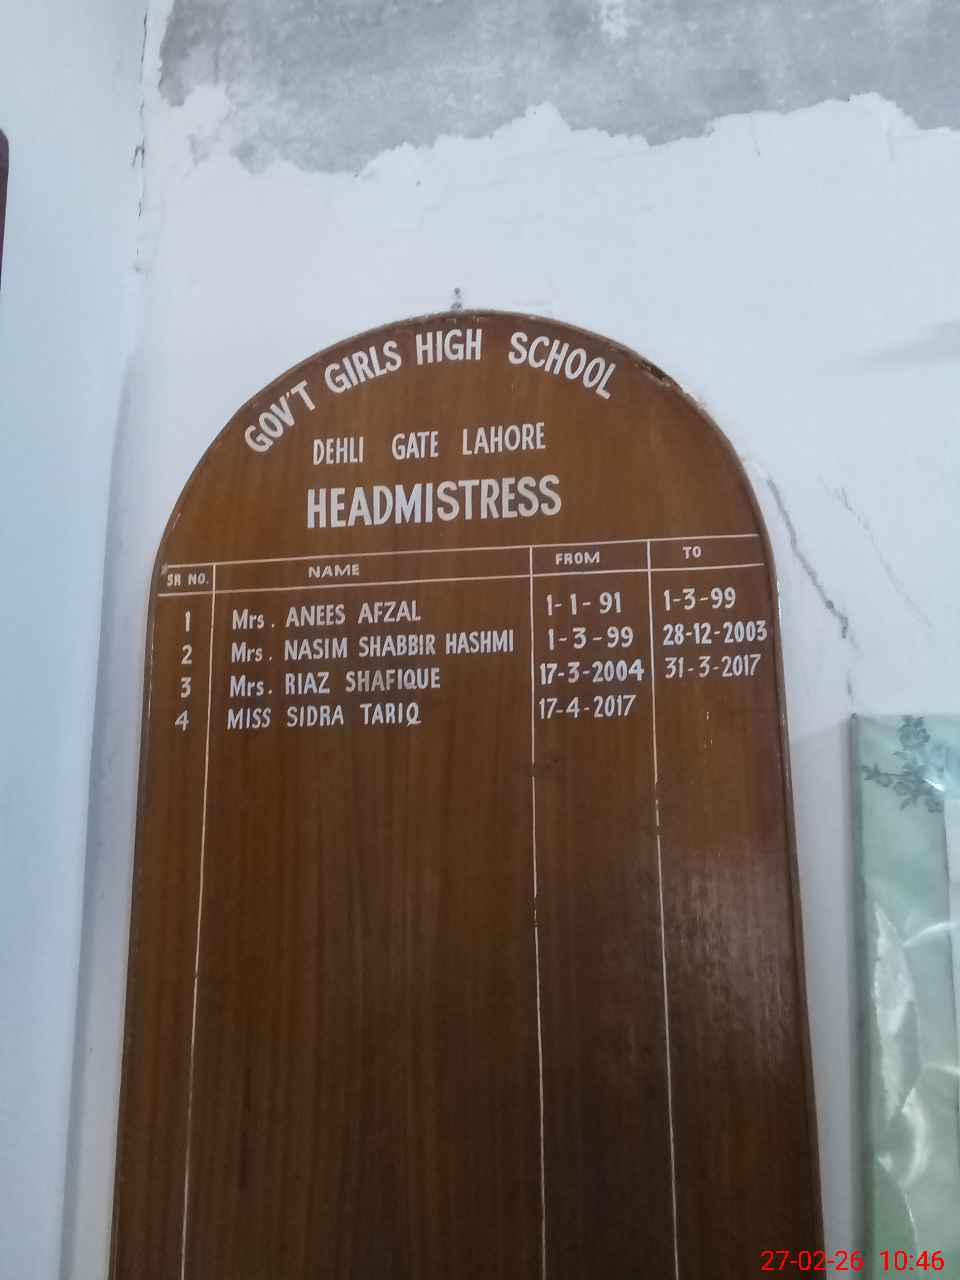 GOV'T GIRLS HIGH SCHOOL
DEHLI GATE LAHORE
HEADMISTRESS
SR NO. NAME FROM TO
1 Mrs. ANEES AFZAL 1-1-91 1-3-99
2 Mrs. NASIM SHABBIR HASHMI 1-3-99 28-12-2003
3 Mrs. RIAZ SHAFIQUE 17-3-2004 31-3-2017
4 MISS SIDRA TARIQ 17-4-2017
27-02-26 10:46